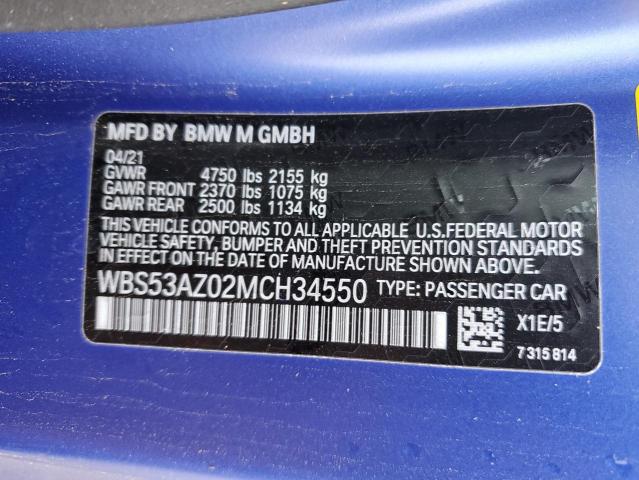 MFD BY BMW M GMBH
04/21
GVWR 4750 lbs 2155 kg
GAWR FRONT 2370 lbs 1075 kg
GAWR REAR 2500 lbs 1134 kg
THIS VEHICLE CONFORMS TO ALL APPLICABLE U.S.FEDERAL MOTOR
VEHICLE SAFETY, BUMPER AND THEFT PREVENTION STANDARDS
IN EFFECT ON THE DATE OF MANUFACTURE SHOWN ABOVE.
WBS53AZ02MCH34550 TYPE: PASSENGER CAR
X1E/5
7 315 814